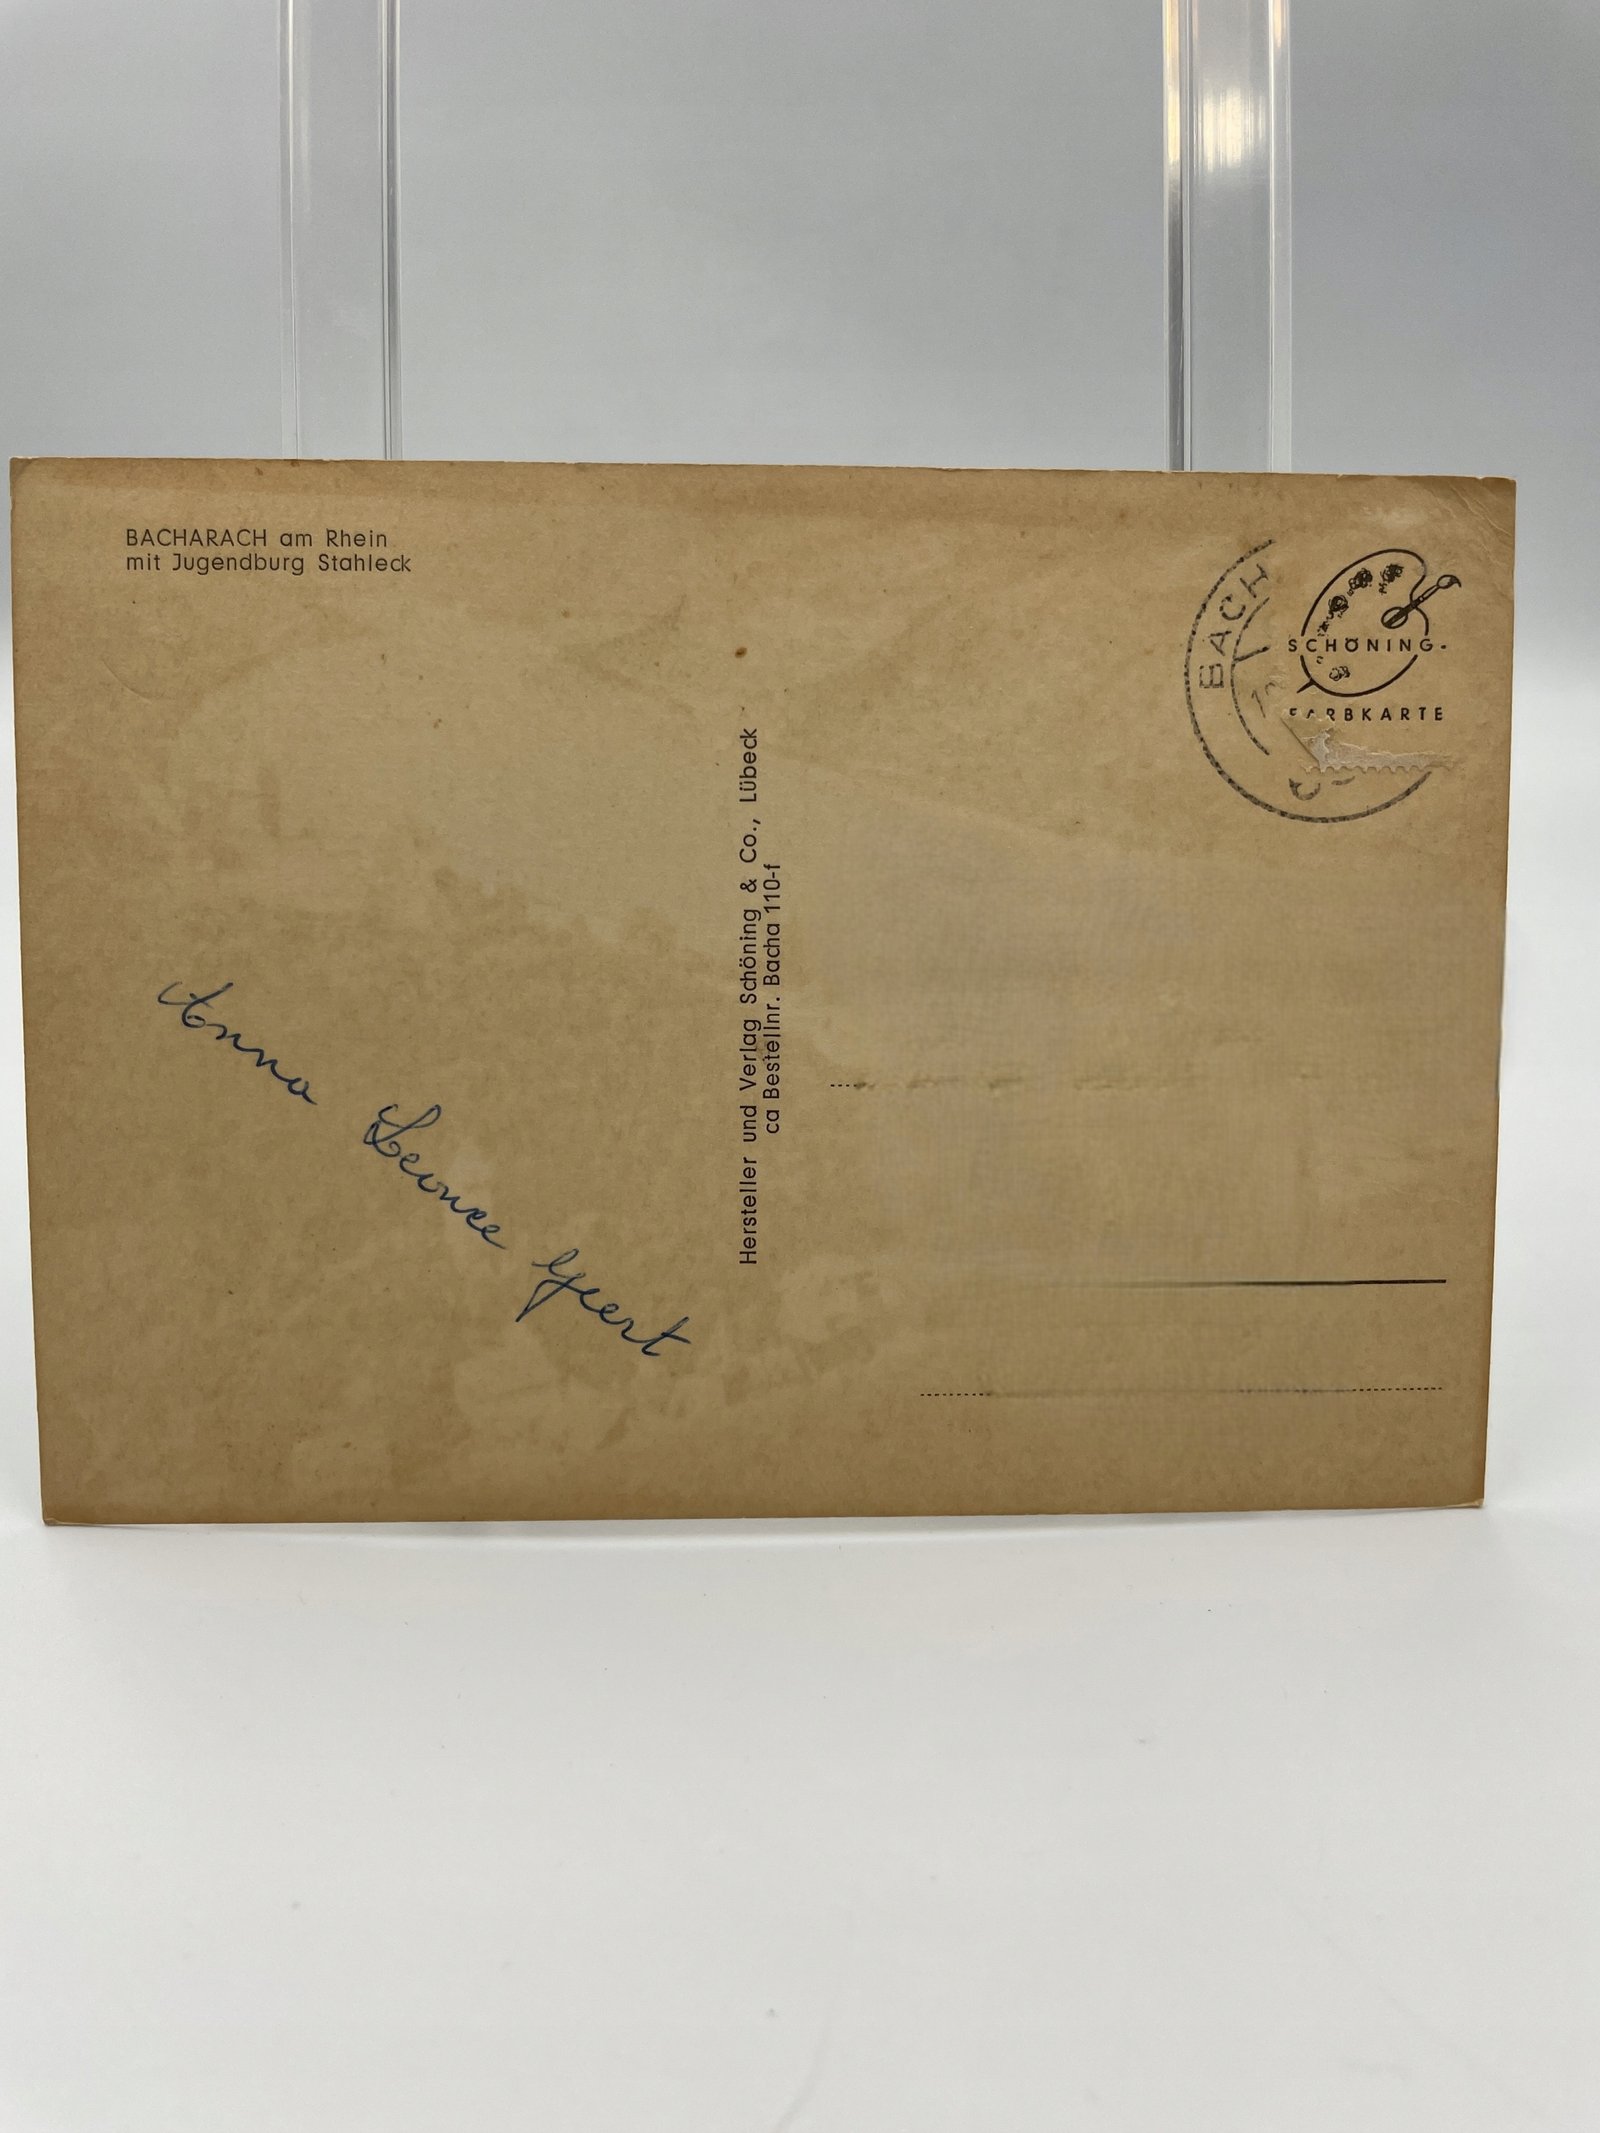 BACHARACH am Rhein
mit Jugendburg Stahleck
Anna Leonce Geert
Hersteller und Verlag Schöning & Co., Lübeck
ca Bestellnr. Bacha 110-f
BACH
SCHÖNING-
FARBKARTE